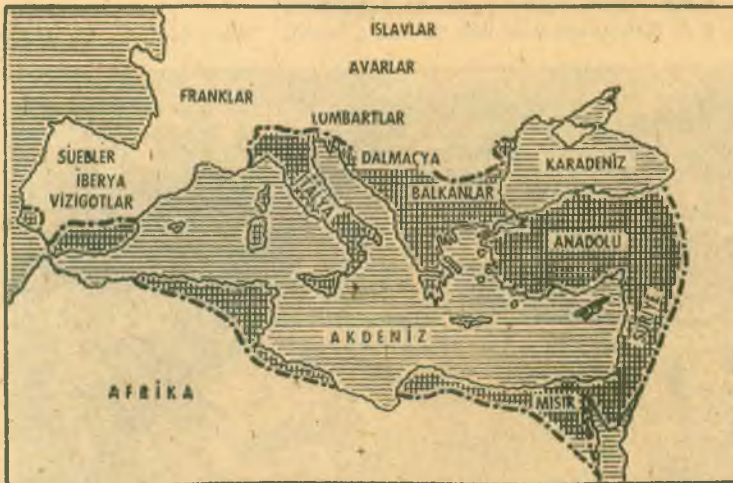 İSLAVLAR
AVARLAR
FRANKLAR
LUMBARTLAR
SÜEBLER
İBERYA
VİZİGOTLAR
DALMAÇYA
KARADENİZ
BALKANLAR
İTALYA
ANADOLU
SURİYE
AKDENİZ
AFRİKA
MISIR